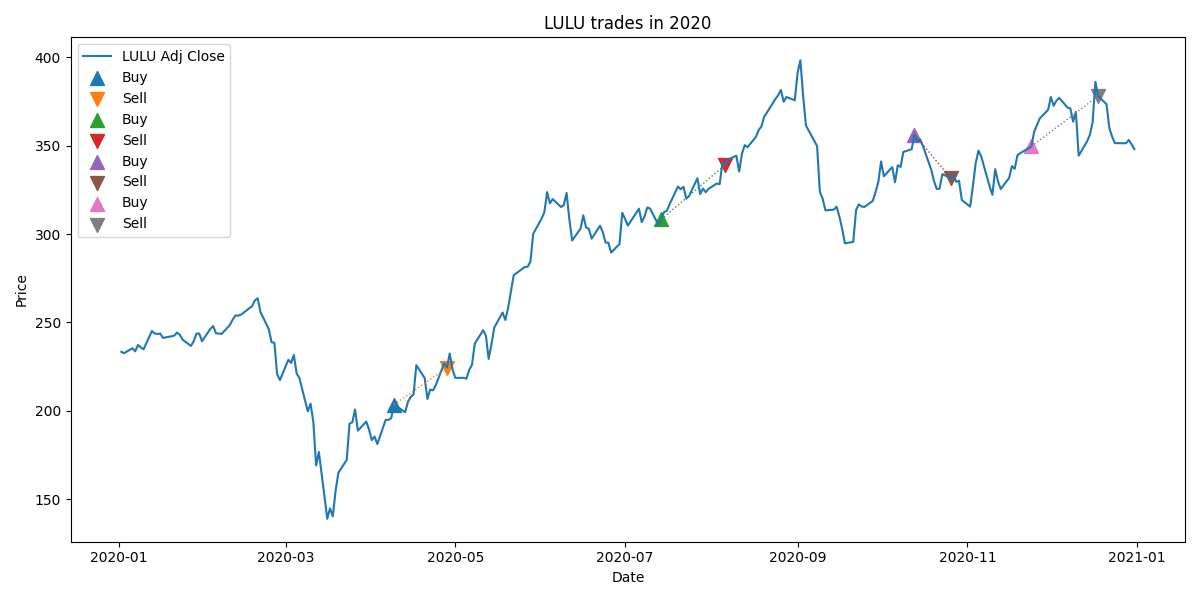 LULU trades in 2020
LULU Adj Close
Buy
Sell
Buy
Sell
Buy
Sell
Buy
Sell
Price
400
350
300
250
200
150
2020-01
2020-03
2020-05
2020-07
2020-09
2020-11
2021-01
Date